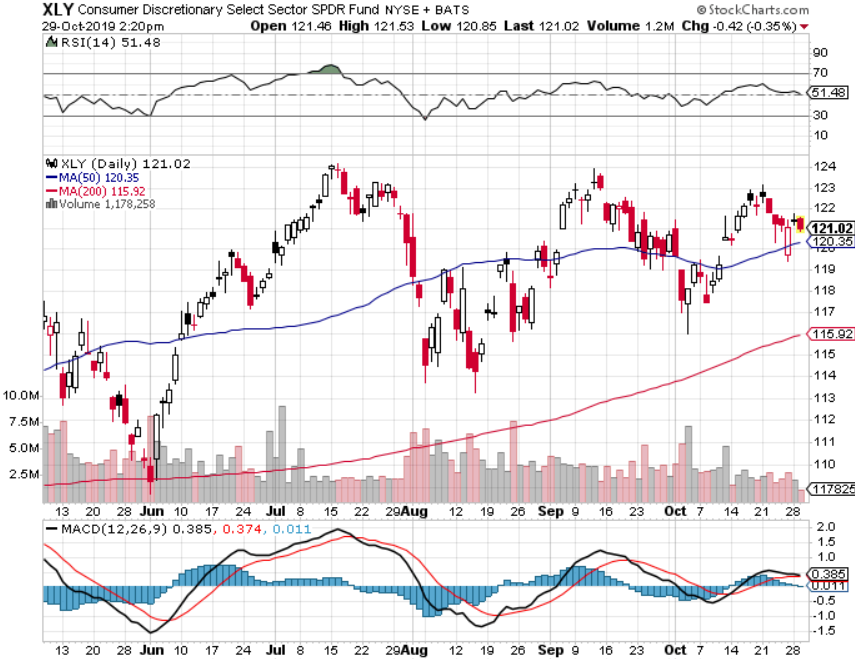 XLY Consumer Discretionary Select Sector SPDR Fund NYSE + BATS
© StockCharts.com
29-Oct-2019 2:20pm
Open 121.46 High 121.53 Low 120.85 Last 121.02 Volume 1.2M Chg -0.42 (-0.35%)
RSI(14) 51.48
90
70
51.48
30
10
XLY (Daily) 121.02
MA(50) 120.35
MA(200) 115.92
Volume 1,178,258
124
123
122
121.02
120.35
119
118
117
115.92
115
114
113
112
111
110
117825
10.0M
7.5M
5.0M
2.5M
13 20 28 Jun 10 17 24 Jul 8 15 22 29 Aug 12 19 26 Sep 9 16 23 Oct 7 14 21 28
MACD(12,26,9) 0.385, 0.374, 0.011
2.0
1.5
1.0
0.385
0.011
-0.5
-1.0
-1.5
13 20 28 Jun 10 17 24 Jul 8 15 22 29 Aug 12 19 26 Sep 9 16 23 Oct 7 14 21 28